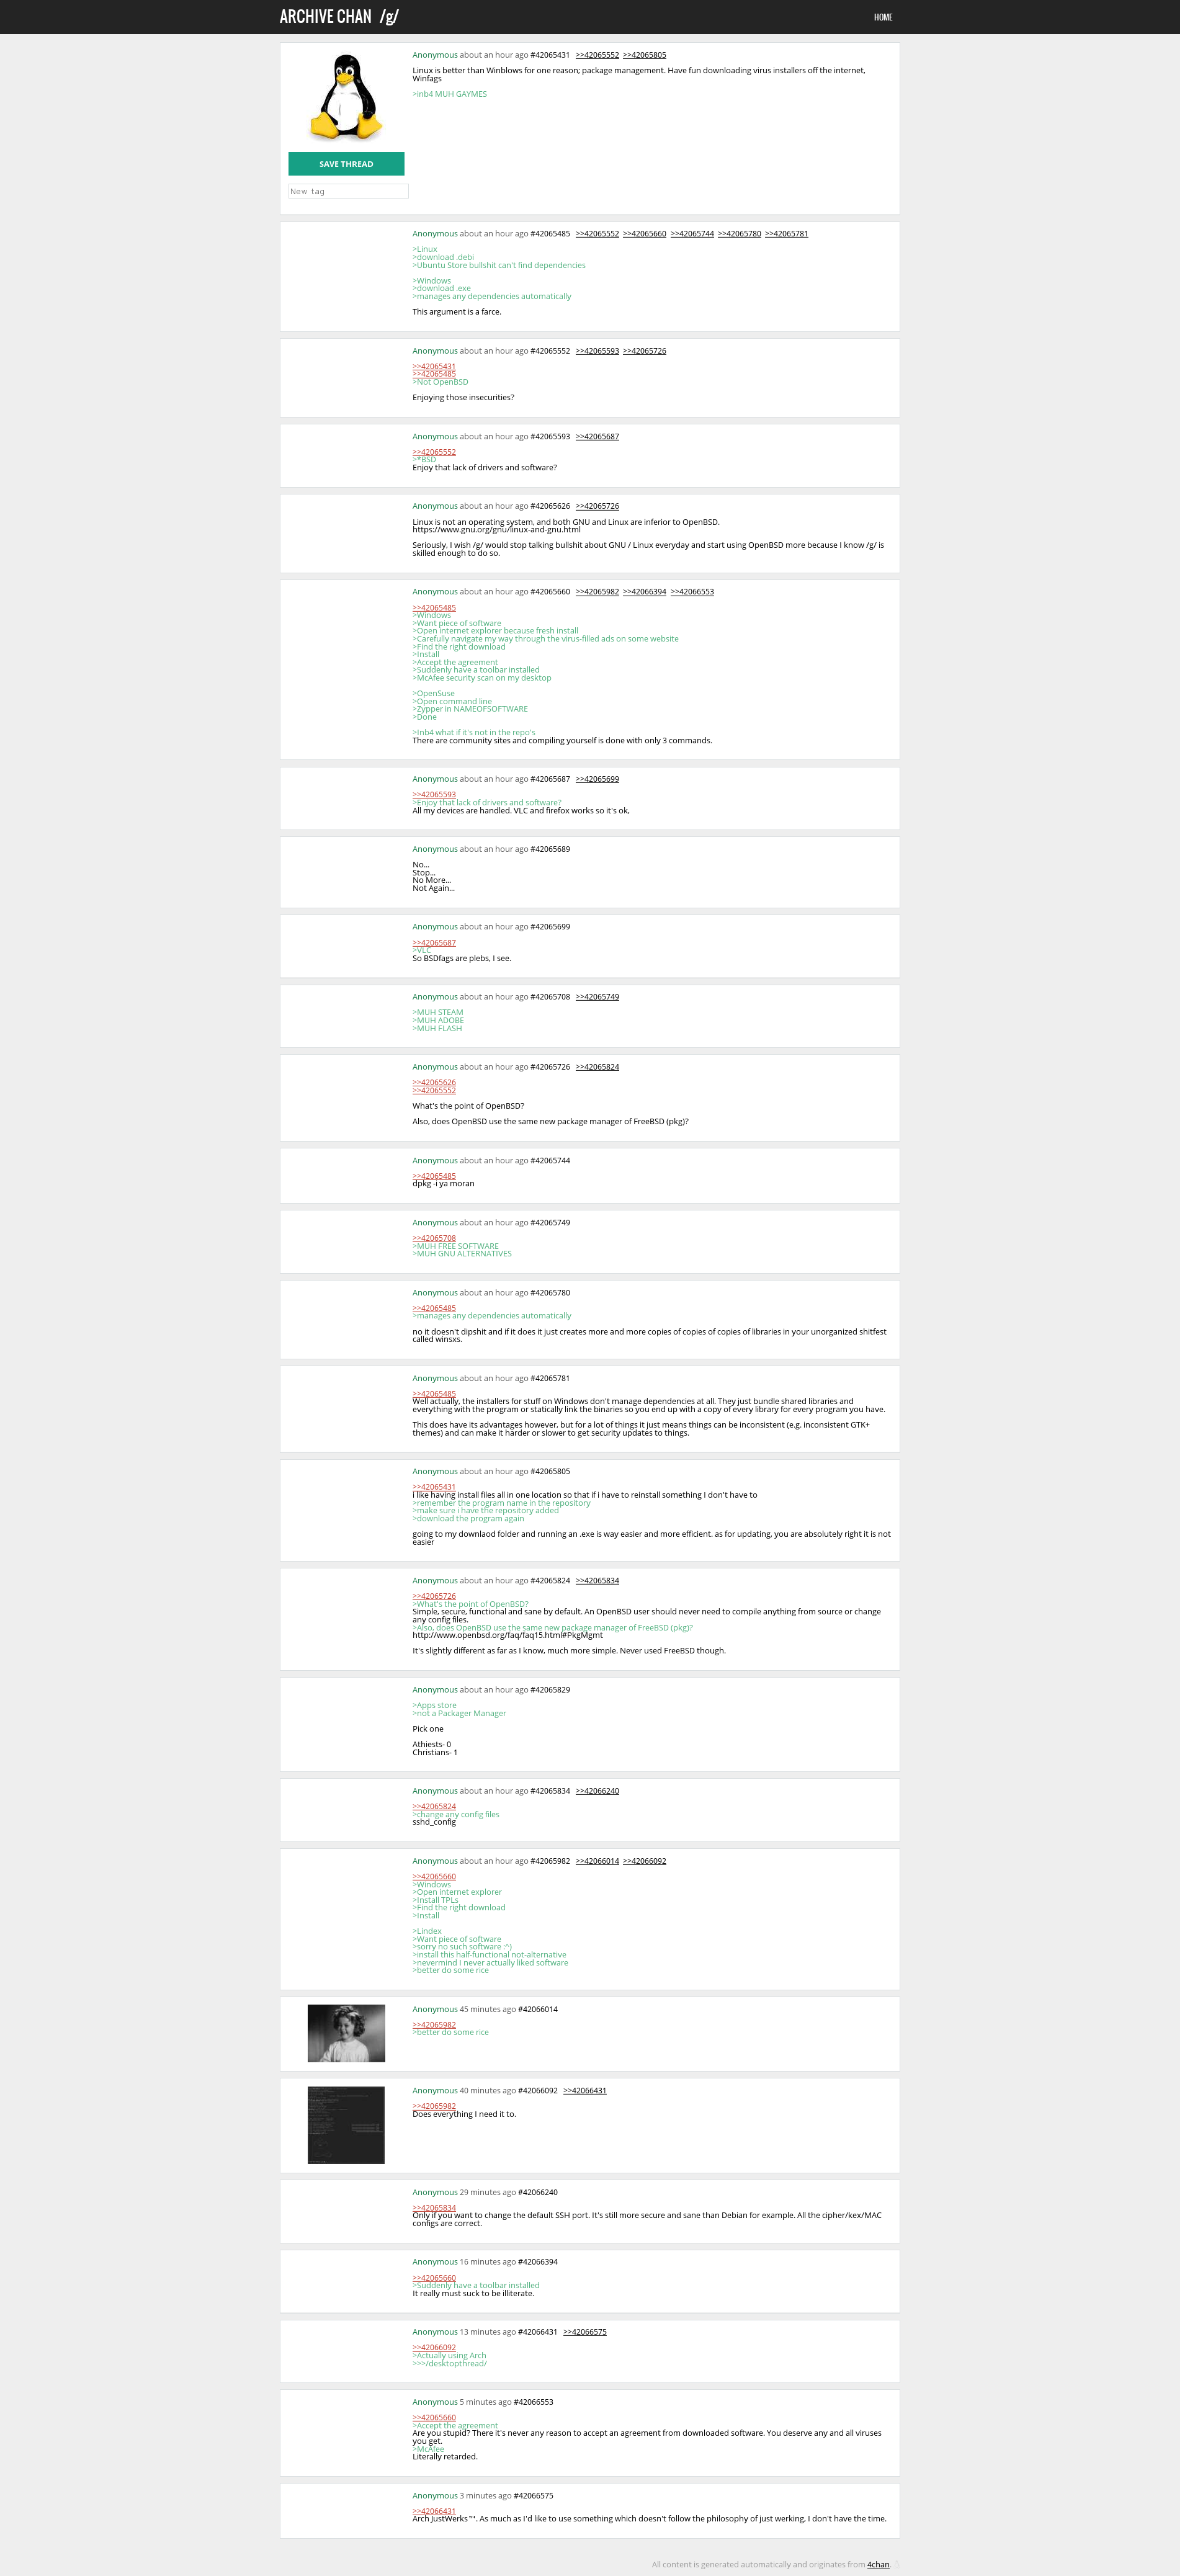 ARCHIVE CHAN /g/
HOME
Anonymous about an hour ago #42065431 >>42065552 >>42065805
Linux is better than Winblows for one reason; package management. Have fun downloading virus installers off the internet,
Winfags
>inb4 MUH GAYMES
SAVE THREAD
New tag
Anonymous about an hour ago #42065485 >>42065552 >>42065660 >>42065744 >>42065780 >>42065781
>Linux
>download .debi
>Ubuntu Store bullshit can't find dependencies
>Windows
>download .exe
>manages any dependencies automatically
This argument is a farce.
Anonymous about an hour ago #42065552 >>42065593 >>42065726
>>42065431
>>42065485
>Not OpenBSD
Enjoying those insecurities?
Anonymous about an hour ago #42065593 >>42065687
>>42065552
>*BSD
Enjoy that lack of drivers and software?
Anonymous about an hour ago #42065626 >>42065726
Linux is not an operating system, and both GNU and Linux are inferior to OpenBSD.
https://www.gnu.org/gnu/linux-and-gnu.html
Seriously, I wish /g/ would stop talking bullshit about GNU / Linux everyday and start using OpenBSD more because I know /g/ is
skilled enough to do so.
Anonymous about an hour ago #42065660 >>42065982 >>42066394 >>42066553
>>42065485
>Windows
>Want piece of software
>Open internet explorer because fresh install
>Carefully navigate my way through the virus-filled ads on some website
>Find the right download
>Install
>Accept the agreement
>Suddenly have a toolbar installed
>McAfee security scan on my desktop
>OpenSuse
>Open command line
>Zypper in NAMEOFSOFTWARE
>Done
>Inb4 what if it's not in the repo's
There are community sites and compiling yourself is done with only 3 commands.
Anonymous about an hour ago #42065687 >>42065699
>>42065593
>Enjoy that lack of drivers and software?
All my devices are handled. VLC and firefox works so it's ok.
Anonymous about an hour ago #42065689
No...
Stop...
No More...
Not Again...
Anonymous about an hour ago #42065699
>>42065687
>VLC
So BSDfags are plebs, I see.
Anonymous about an hour ago #42065708 >>42065749
>MUH STEAM
>MUH ADOBE
>MUH FLASH
Anonymous about an hour ago #42065726 >>42065824
>>42065626
>>42065552
What's the point of OpenBSD?
Also, does OpenBSD use the same new package manager of FreeBSD (pkg)?
Anonymous about an hour ago #42065744
>>42065485
dpkg -i ya moran
Anonymous about an hour ago #42065749
>>42065708
>MUH FREE SOFTWARE
>MUH GNU ALTERNATIVES
Anonymous about an hour ago #42065780
>>42065485
>manages any dependencies automatically
no it doesn't dipshit and if it does it just creates more and more copies of copies of copies of libraries in your unorganized shitfest
called winsxs.
Anonymous about an hour ago #42065781
>>42065485
Well actually, the installers for stuff on Windows don't manage dependencies at all. They just bundle shared libraries and
everything with the program or statically link the binaries so you end up with a copy of every library for every program you have.
This does have its advantages however, but for a lot of things it just means things can be inconsistent (e.g. inconsistent GTK+
themes) and can make it harder or slower to get security updates to things.
Anonymous about an hour ago #42065805
>>42065431
i like having install files all in one location so that if i have to reinstall something I don't have to
>remember the program name in the repository
>make sure i have the repository added
>download the program again
going to my downlaod folder and running an .exe is way easier and more efficient. as for updating, you are absolutely right it is not
easier
Anonymous about an hour ago #42065824 >>42065834
>>42065726
>What's the point of OpenBSD?
Simple, secure, functional and sane by default. An OpenBSD user should never need to compile anything from source or change
any config files.
>Also, does OpenBSD use the same new package manager of FreeBSD (pkg)?
http://www.openbsd.org/faq/faq15.html#PkgMgmt
It's slightly different as far as I know, much more simple. Never used FreeBSD though.
Anonymous about an hour ago #42065829
>Apps store
>not a Packager Manager
Pick one
Athiests- 0
Christians- 1
Anonymous about an hour ago #42065834 >>42066240
>>42065824
>change any config files
sshd_config
Anonymous about an hour ago #42065982 >>42066014 >>42066092
>>42065660
>Windows
>Open internet explorer
>Install TPLs
>Find the right download
>Install
>Lindex
>Want piece of software
>sorry no such software :^)
>install this half-functional not-alternative
>nevermind I never actually liked software
>better do some rice
Anonymous 45 minutes ago #42066014
>>42065982
>better do some rice
Anonymous 40 minutes ago #42066092 >>42066431
>>42065982
Does everything I need it to.
Anonymous 29 minutes ago #42066240
>>42065834
Only if you want to change the default SSH port. It's still more secure and sane than Debian for example. All the cipher/kex/MAC
configs are correct.
Anonymous 16 minutes ago #42066394
>>42065660
>Suddenly have a toolbar installed
It really must suck to be illiterate.
Anonymous 13 minutes ago #42066431 >>42066575
>>42066092
>Actually using Arch
>>>/desktopthread/
Anonymous 5 minutes ago #42066553
>>42065660
>Accept the agreement
Are you stupid? There it's never any reason to accept an agreement from downloaded software. You deserve any and all viruses
you get.
>McAfee
Literally retarded.
Anonymous 3 minutes ago #42066575
>>42066431
Arch JustWerks™. As much as I'd like to use something which doesn't follow the philosophy of just werking, I don't have the time.
All content is generated automatically and originates from 4chan.